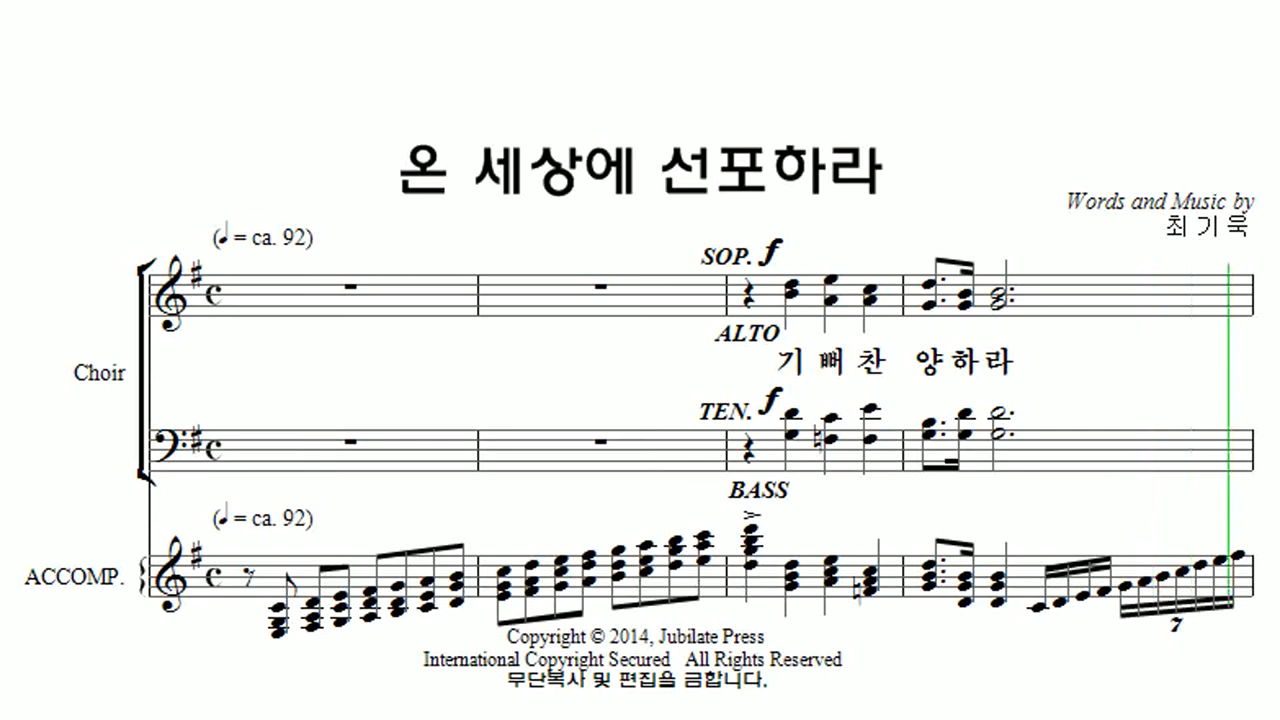 온 세상에 선포하라
Words and Music by
최 기 욱
(♩ = ca. 92)
SOP. f
ALTO
Choir
기 뻐 찬 양 하 라
TEN. f
BASS
(♩ = ca. 92)
ACCOMP.
7
Copyright © 2014, Jubilate Press
International Copyright Secured All Rights Reserved
무단복사 및 편집을 금합니다.